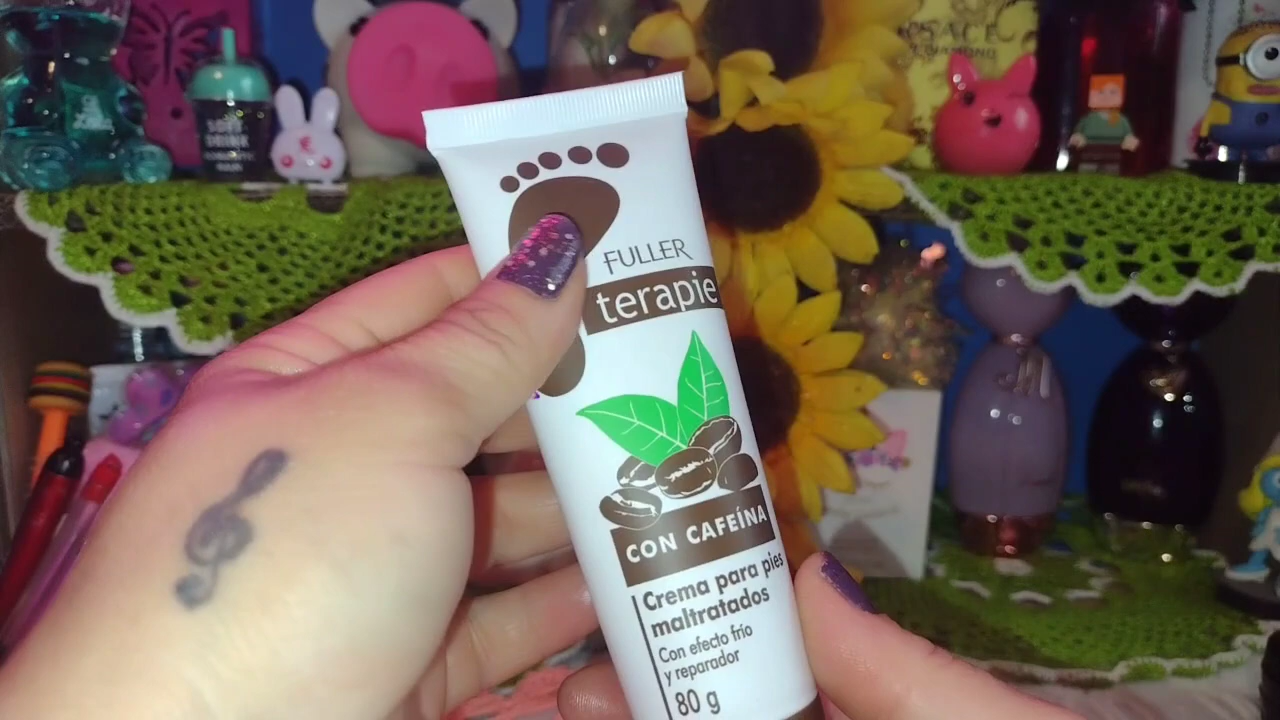 FULLER
terapie
CON CAFEÍNA
Crema para pies
maltratados
Con efecto frío
y reparador
80 g